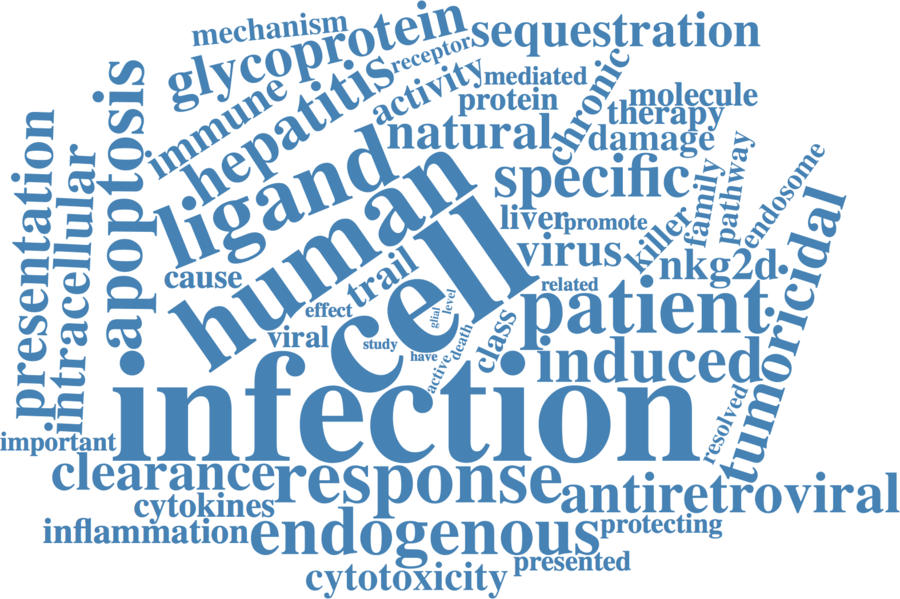 mechanism
glycoprotein
sequestration
receptor
immune
hepatitis
activity
mediated
protein
chronic
molecule
therapy
damage
natural
apoptosis
presentation
intracellular
ligand
human
cell
specific
liver
promote
killer
family
pathway
endosome
virus
nkg2d
cause
trail
effect
level
glial
related
viral
study
have
death
active
class
patient
induced
tumoricidal
infection
resolved
important
clearance
response
antiretroviral
cytokines
inflammation
endogenous
protecting
presented
cytotoxicity